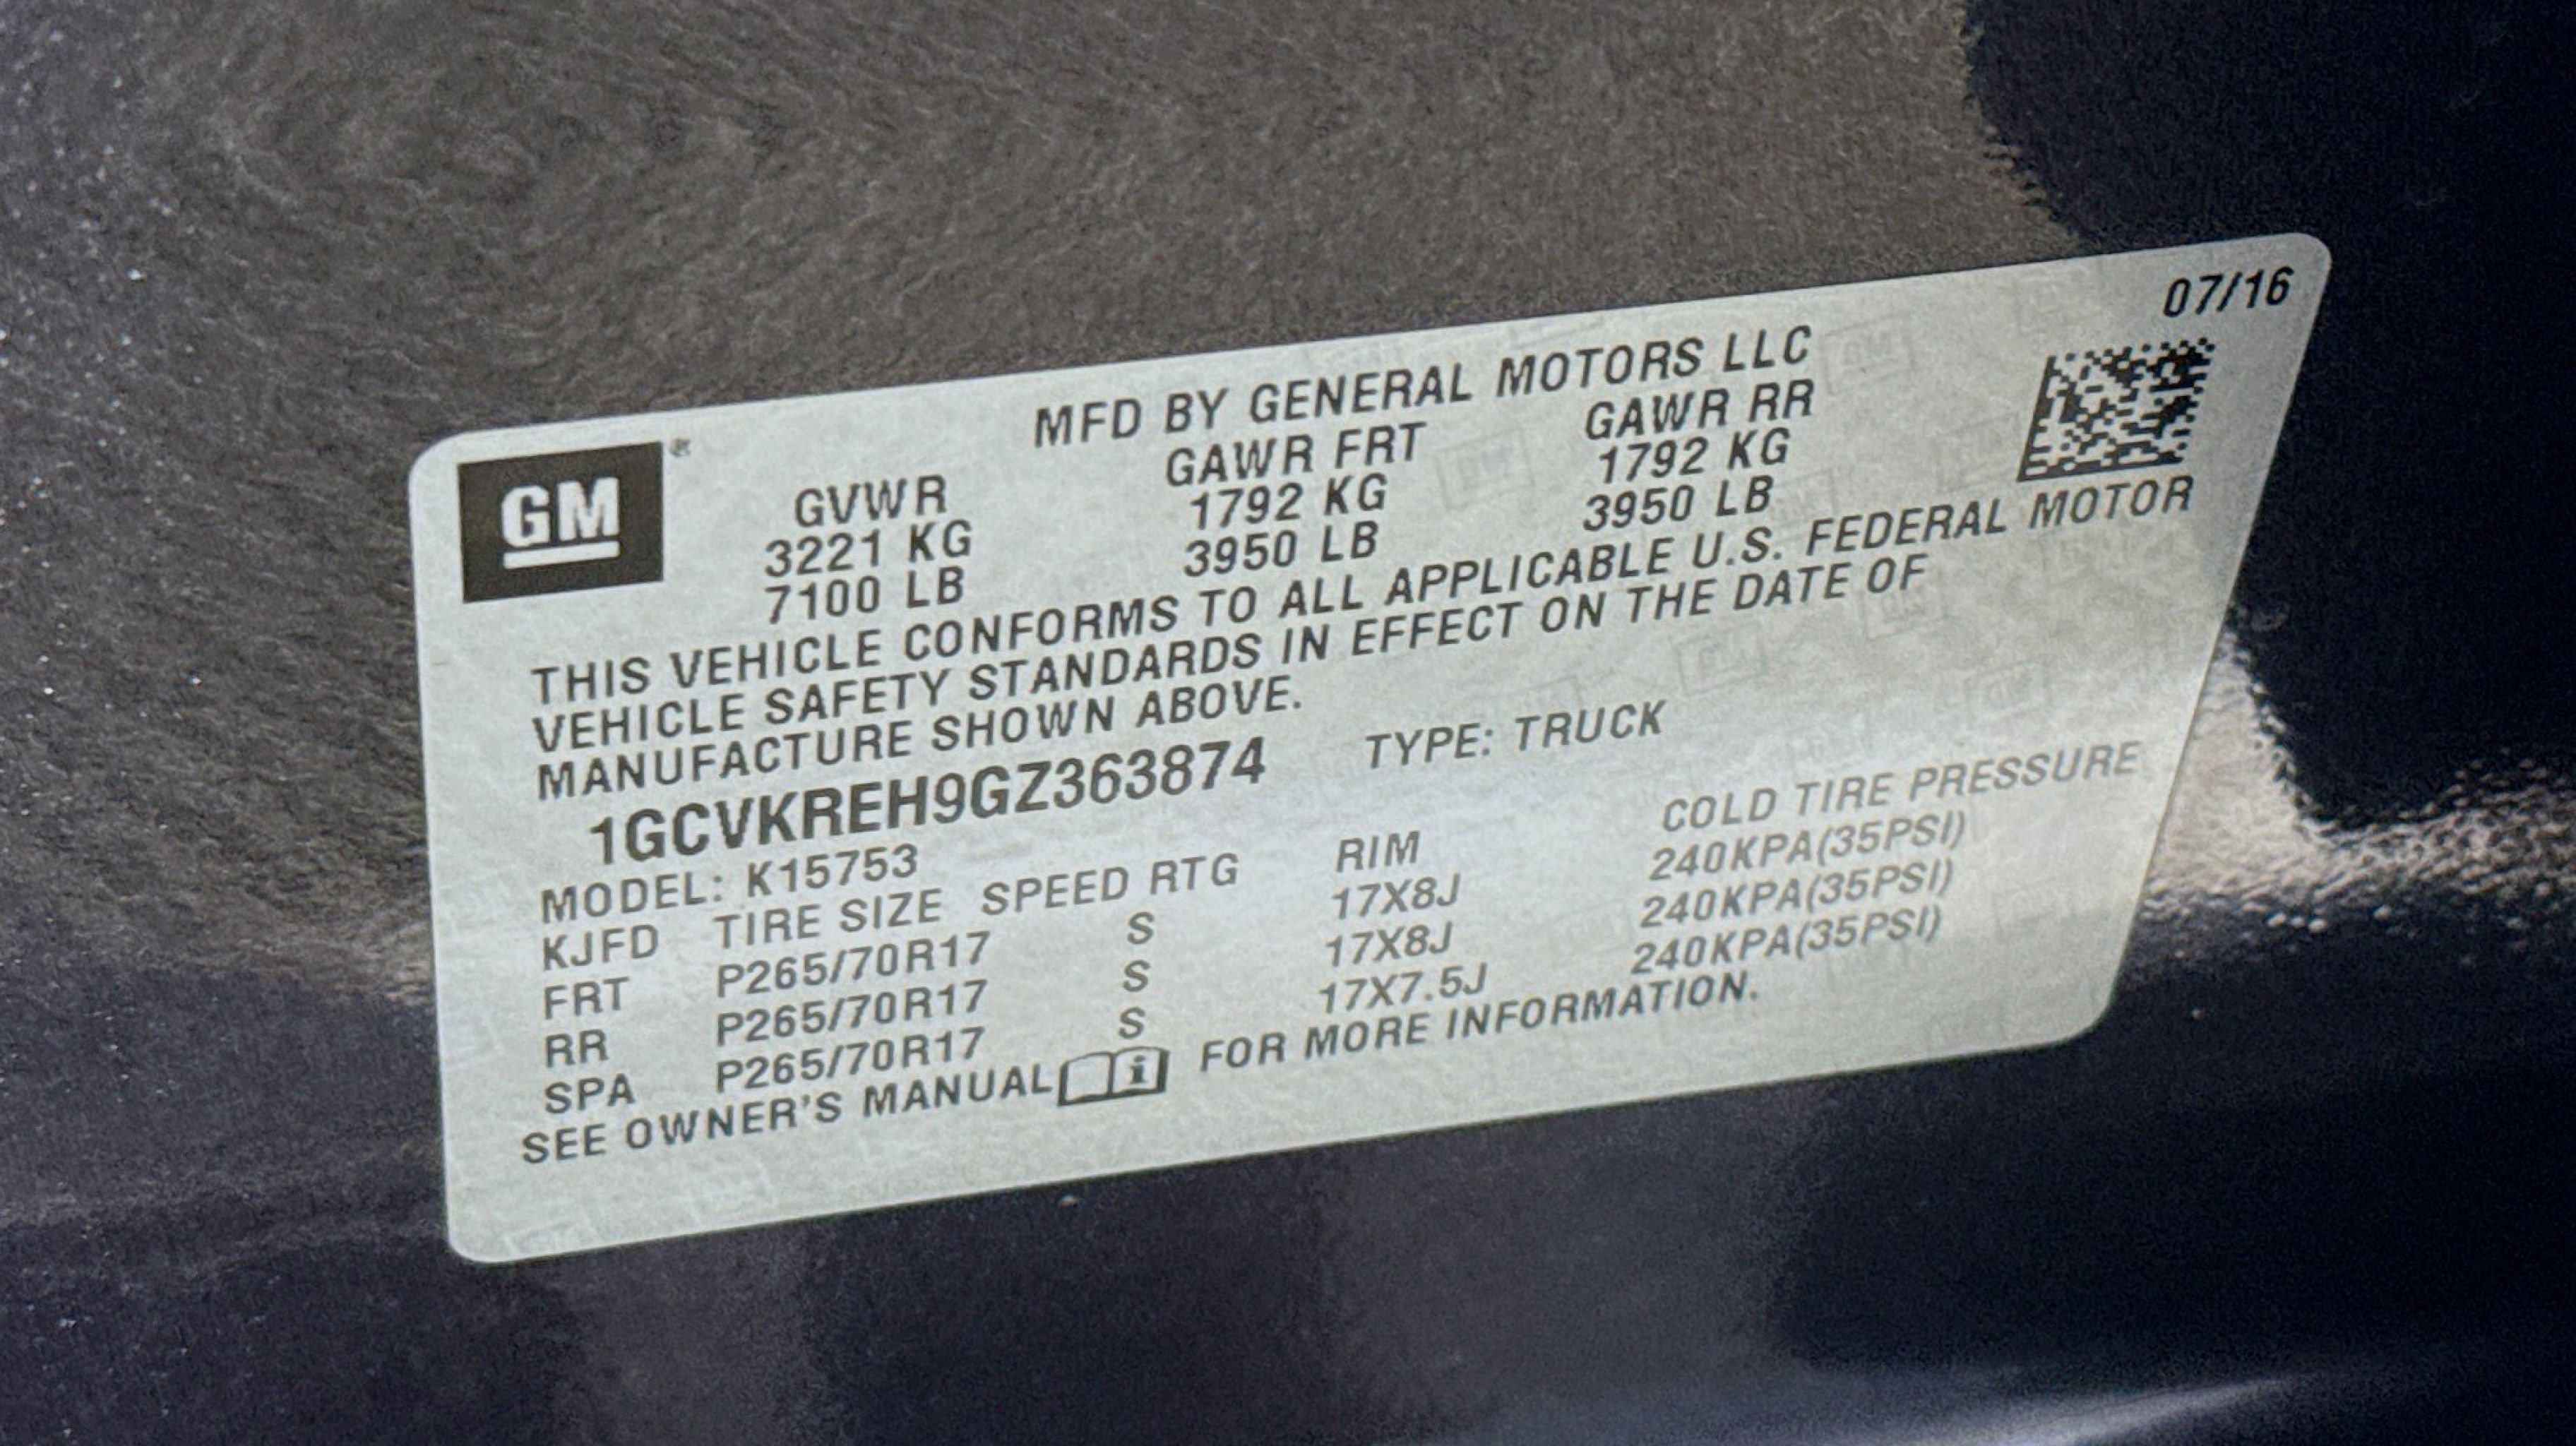 07/16
MFD BY GENERAL MOTORS LLC
GM®
GVWR GAWR FRT GAWR RR
3221 KG 1792 KG 1792 KG
7100 LB 3950 LB 3950 LB
THIS VEHICLE CONFORMS TO ALL APPLICABLE U.S. FEDERAL MOTOR
VEHICLE SAFETY STANDARDS IN EFFECT ON THE DATE OF
MANUFACTURE SHOWN ABOVE.
1GCVKREH9GZ363874 TYPE: TRUCK
MODEL: K15753
KJFD TIRE SIZE SPEED RTG RIM COLD TIRE PRESSURE
FRT P265/70R17 S 17X8J 240KPA(35PSI)
RR P265/70R17 S 17X8J 240KPA(35PSI)
SPA P265/70R17 S 17X7.5J 240KPA(35PSI)
SEE OWNER'S MANUAL i FOR MORE INFORMATION.